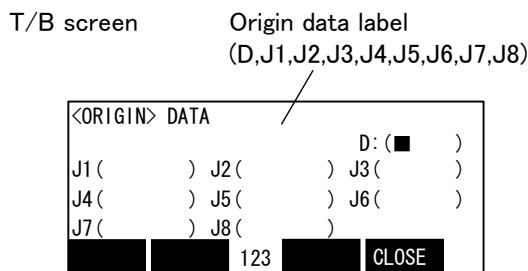 T/B screen
Origin data label
(D,J1,J2,J3,J4,J5,J6,J7,J8)
<ORIGIN> DATA
D:(■ )
J1( ) J2( ) J3( )
J4( ) J5( ) J6( )
J7( ) J8( )
123 CLOSE